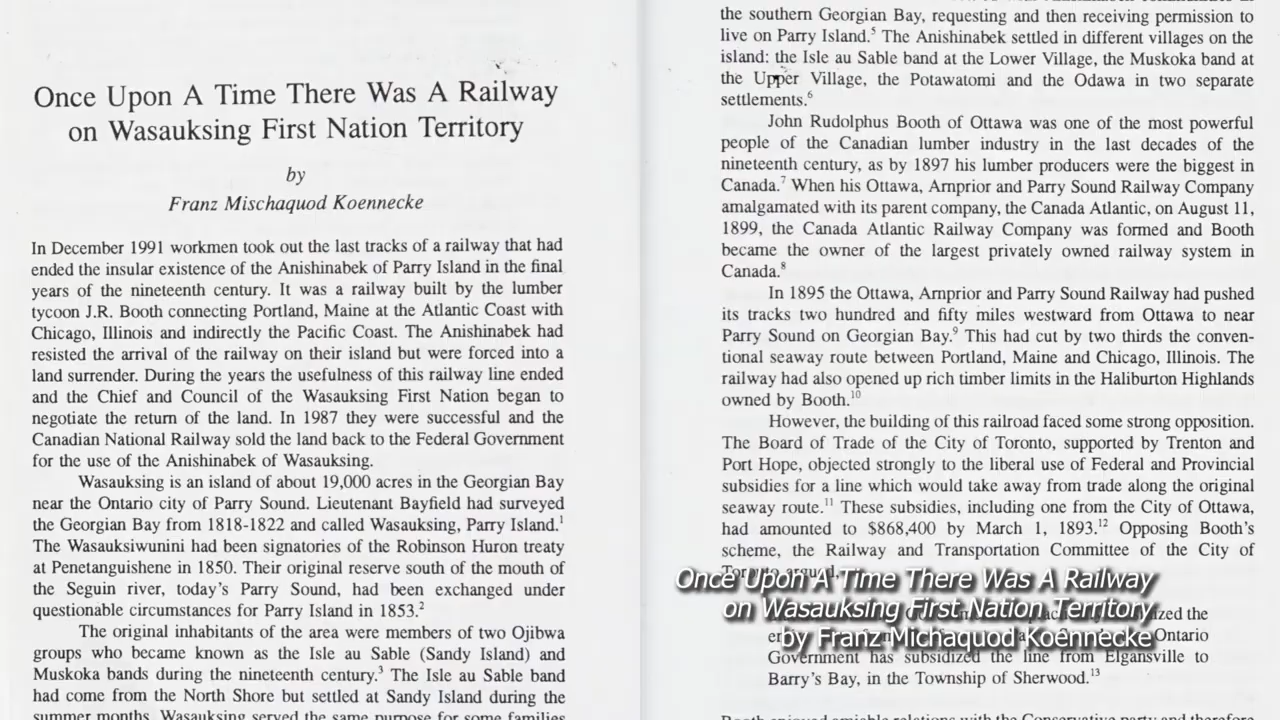 Once Upon A Time There Was A Railway
on Wasauksing First Nation Territory
by
Franz Mischaquod Koennecke
In December 1991 workmen took out the last tracks of a railway that had
ended the insular existence of the Anishinabek of Parry Island in the final
years of the nineteenth century. It was a railway built by the lumber
tycoon J.R. Booth connecting Portland, Maine at the Atlantic Coast with
Chicago, Illinois and indirectly the Pacific Coast. The Anishinabek had
resisted the arrival of the railway on their island but were forced into a
land surrender. During the years the usefulness of this railway line ended
and the Chief and Council of the Wasauksing First Nation began to
negotiate the return of the land. In 1987 they were successful and the
Canadian National Railway sold the land back to the Federal Government
for the use of the Anishinabek of Wasauksing.
Wasauksing is an island of about 19,000 acres in the Georgian Bay
near the Ontario city of Parry Sound. Lieutenant Bayfield had surveyed
the Georgian Bay from 1818-1822 and called Wasauksing, Parry Island.¹
The Wasauksiwunini had been signatories of the Robinson Huron treaty
at Penetanguishene in 1850. Their original reserve south of the mouth of
the Seguin river, today's Parry Sound, had been exchanged under
questionable circumstances for Parry Island in 1853.²
The original inhabitants of the area were members of two Ojibwa
groups who became known as the Isle au Sable (Sandy Island) and
Muskoka bands during the nineteenth century.³ The Isle au Sable band
had come from the North Shore but settled at Sandy Island during the
summer months. Wasauksing served the same purpose for some families
the southern Georgian Bay, requesting and then receiving permission to
live on Parry Island.⁵ The Anishinabek settled in different villages on the
island: the Isle au Sable band at the Lower Village, the Muskoka band at
the Upper Village, the Potawatomi and the Odawa in two separate
settlements.⁶
John Rudolphus Booth of Ottawa was one of the most powerful
people of the Canadian lumber industry in the last decades of the
nineteenth century, as by 1897 his lumber producers were the biggest in
Canada.⁷ When his Ottawa, Arnprior and Parry Sound Railway Company
amalgamated with its parent company, the Canada Atlantic, on August 11,
1899, the Canada Atlantic Railway Company was formed and Booth
became the owner of the largest privately owned railway system in
Canada.⁸
In 1895 the Ottawa, Arnprior and Parry Sound Railway had pushed
its tracks two hundred and fifty miles westward from Ottawa to near
Parry Sound on Georgian Bay.⁹ This had cut by two thirds the conven-
tional seaway route between Portland, Maine and Chicago, Illinois. The
railway had also opened up rich timber limits in the Haliburton Highlands
owned by Booth.¹⁰
However, the building of this railroad faced some strong opposition.
The Board of Trade of the City of Toronto, supported by Trenton and
Port Hope, objected strongly to the liberal use of Federal and Provincial
subsidies for a line which would take away from trade along the original
seaway route.¹¹ These subsidies, including one from the City of Ottawa,
had amounted to $868,400 by March 1, 1893.¹² Opposing Booth's
scheme, the Railway and Transportation Committee of the City of
Toronto argued,
the
Ontario
Government has subsidized the line from Elgansville to
Barry's Bay, in the Township of Sherwood.¹³
Booth enjoyed amiable relations with the Conservative party and therefore
Once Upon A Time There Was A Railway
on Wasauksing First Nation Territory
by Franz Michaquod Koennecke